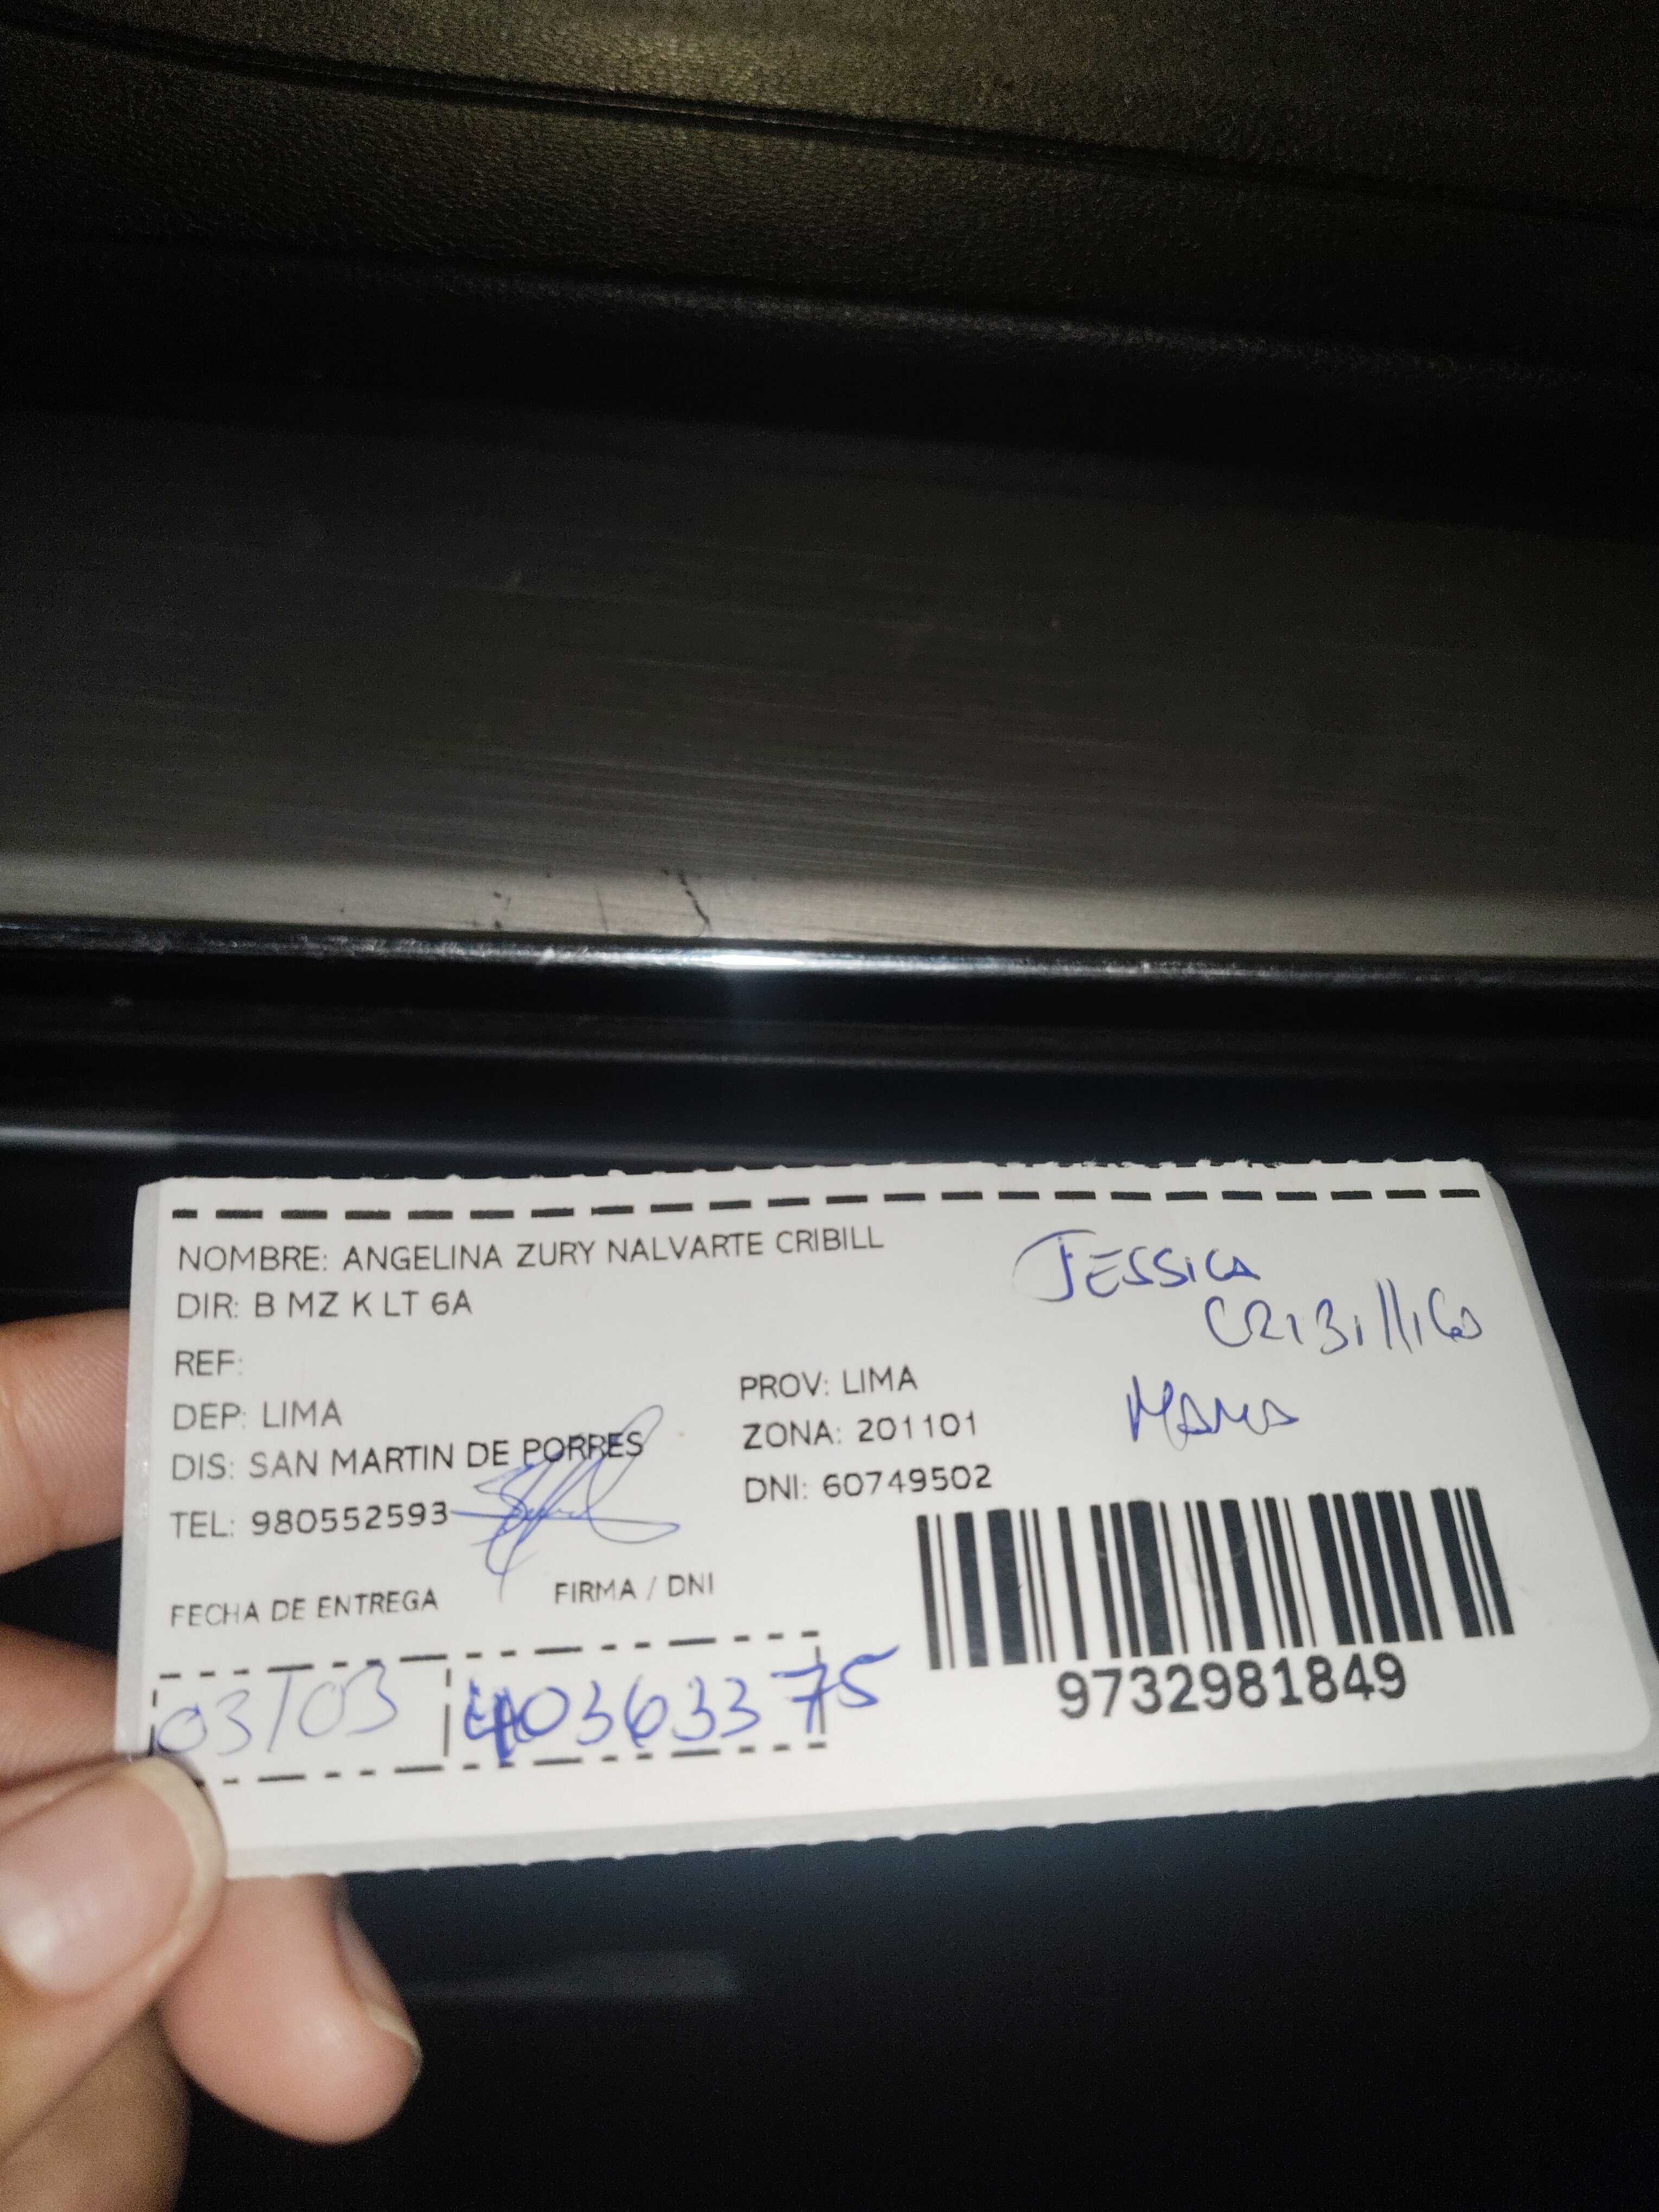 NOMBRE: ANGELINA ZURY NALVARTE CRIBILL
DIR: B MZ K LT 6A
REF:
DEP: LIMA
PROV: LIMA
DIS: SAN MARTIN DE PORRES
ZONA: 201101
TEL: 980552593
DNI: 60749502
JESSICA
MAMA
FECHA DE ENTREGA
FIRMA / DNI
03/03
40363375
9732981849